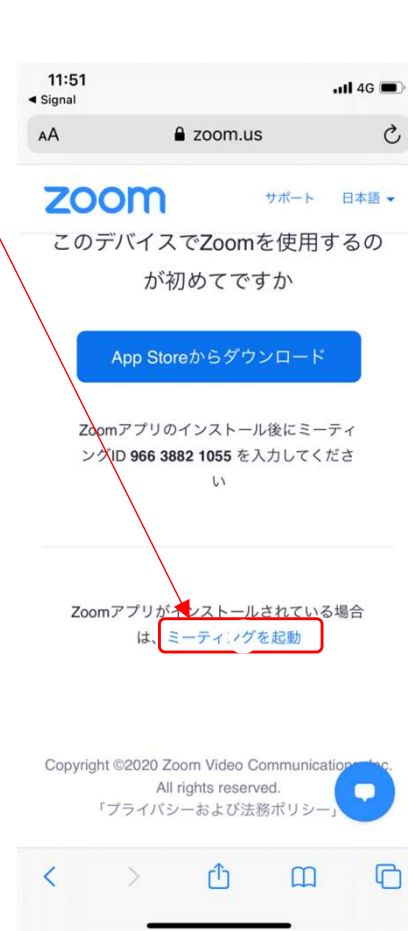 11:51
◀ Signal
4G
AA
zoom.us
zoom
サポート
日本語
このデバイスでZoomを使用するの
が初めてですか
App Storeからダウンロード
Zoomアプリのインストール後にミーティ
ングID 966 3882 1055 を入力してくださ
い
Zoomアプリがインストールされている場合
は、ミーティングを起動
Copyright ©2020 Zoom Video Communications, Inc.
All rights reserved.
「プライバシーおよび法務ポリシー」